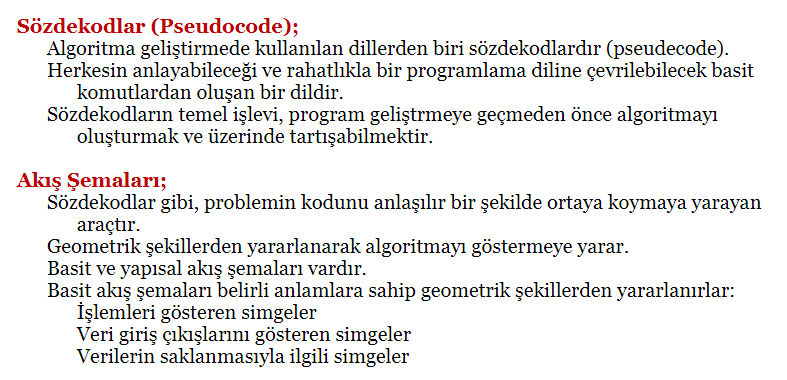 Sözdekodlar (Pseudocode);
Algoritma geliştirmede kullanılan dillerden biri sözdekodlardır (pseudecode).
Herkesin anlayabileceği ve rahatlıkla bir programlama diline çevrilebilecek basit
komutlardan oluşan bir dildir.
Sözdekodların temel işlevi, program geliştrmeye geçmeden önce algoritmayı
oluşturmak ve üzerinde tartışabilmektir.
Akış Şemaları;
Sözdekodlar gibi, problemin kodunu anlaşılır bir şekilde ortaya koymaya yarayan
araçtır.
Geometrik şekillerden yararlanarak algoritmayı göstermeye yarar.
Basit ve yapısal akış şemaları vardır.
Basit akış şemaları belirli anlamlara sahip geometrik şekillerden yararlanırlar:
İşlemleri gösteren simgeler
Veri giriş çıkışlarını gösteren simgeler
Verilerin saklanmasıyla ilgili simgeler